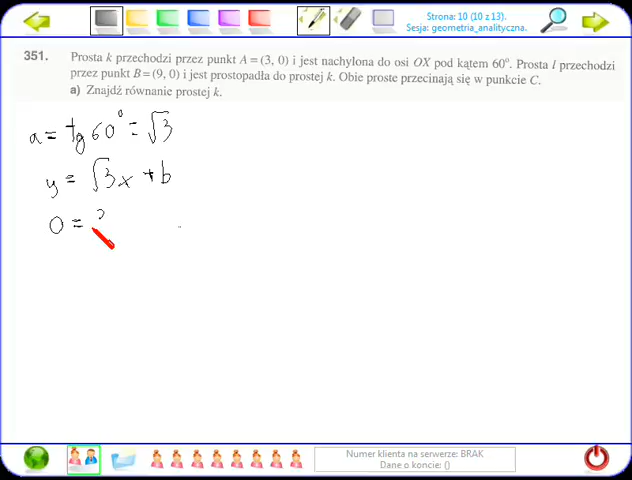 Strona: 10 (10 z 13).
Sesja: geometria_analityczna.
351. Prosta k przechodzi przez punkt A = (3, 0) i jest nachylona do osi OX pod kątem 60°. Prosta l przechodzi
przez punkt B = (9, 0) i jest prostopadła do prostej k. Obie proste przecinają się w punkcie C.
a) Znajdź równanie prostej k.
a = tg 60° = √3
y = √3x + b
0 =
Numer klienta na serwerze: BRAK
Dane o koncie: ()